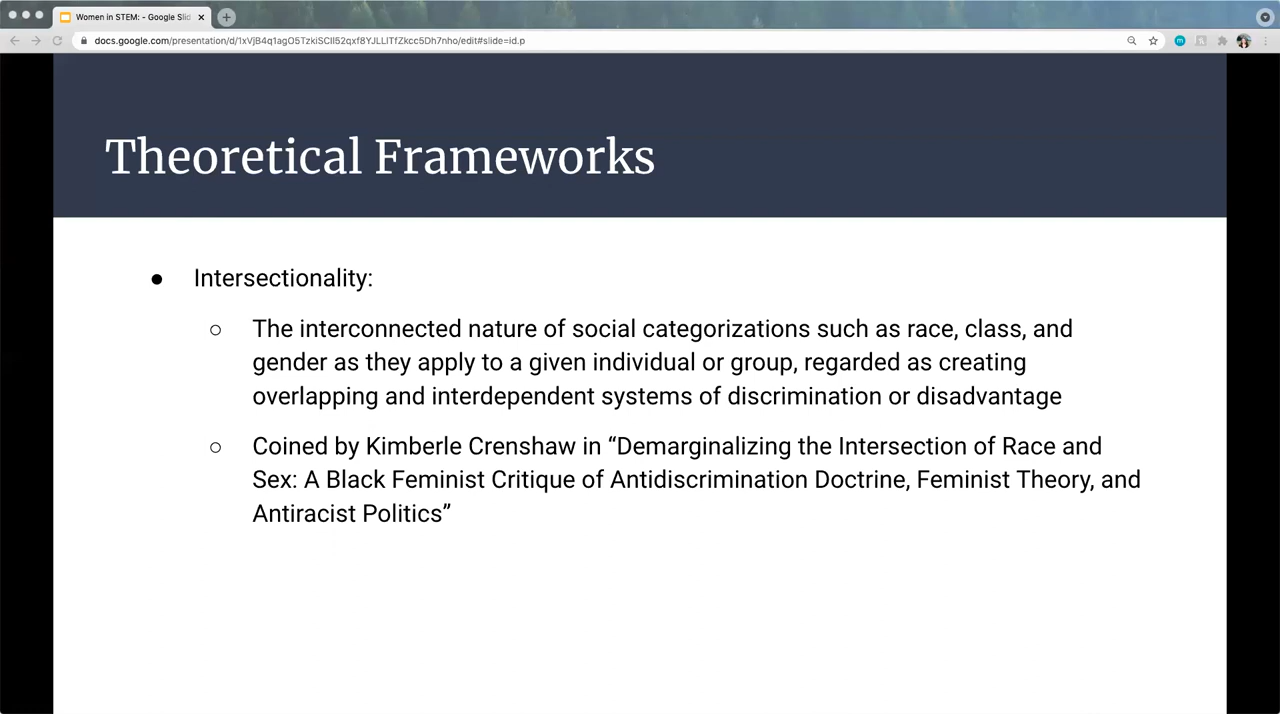 Women in STEM: - Google Slid
docs.google.com/presentation/d/1xVjB4q1agO5TzkiSCII52qxf8YJLLITfZkcc5Dh7nho/edit#slide=id.p
Theoretical Frameworks
● Intersectionality:
○ The interconnected nature of social categorizations such as race, class, and
gender as they apply to a given individual or group, regarded as creating
overlapping and interdependent systems of discrimination or disadvantage
○ Coined by Kimberle Crenshaw in “Demarginalizing the Intersection of Race and
Sex: A Black Feminist Critique of Antidiscrimination Doctrine, Feminist Theory, and
Antiracist Politics”